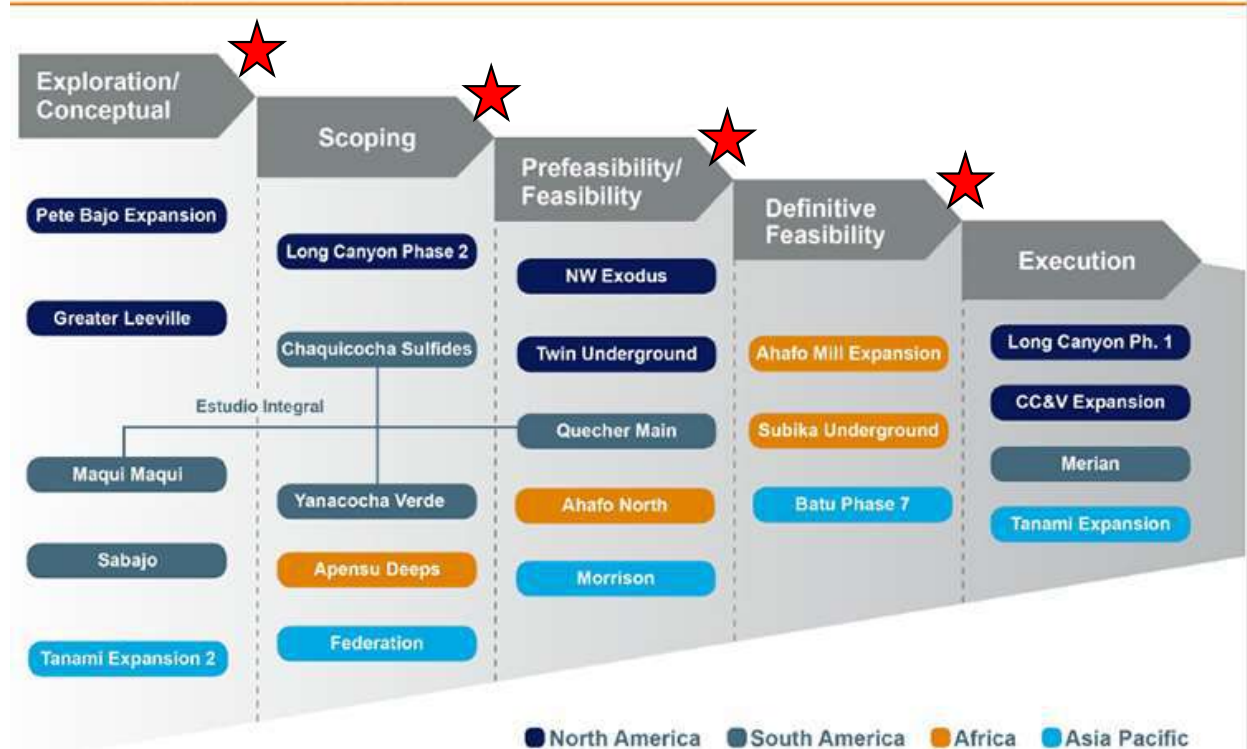 Exploration/
Conceptual
Scoping
Prefeasibility/
Feasibility
Definitive
Feasibility
Execution
Pete Bajo Expansion
Greater Leeville
Maqui Maqui
Sabajo
Tanami Expansion 2
Estudio Integral
Long Canyon Phase 2
Chaquicocha Sulfides
Yanacocha Verde
Apensu Deeps
Federation
NW Exodus
Twin Underground
Quecher Main
Ahafo North
Morrison
Ahafo Mill Expansion
Subika Underground
Batu Phase 7
Long Canyon Ph. 1
CC&V Expansion
Merian
Tanami Expansion
North America
South America
Africa
Asia Pacific